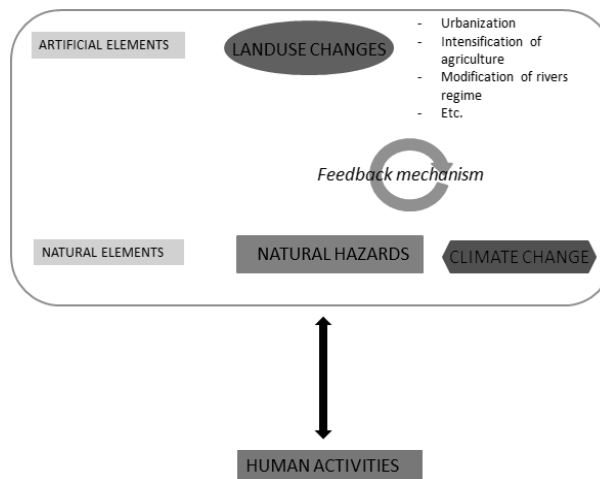 ARTIFICIAL ELEMENTS
LANDUSE CHANGES
- Urbanization
- Intensification of
agriculture
- Modification of rivers
regime
- Etc.
Feedback mechanism
NATURAL ELEMENTS
NATURAL HAZARDS
CLIMATE CHANGE
HUMAN ACTIVITIES